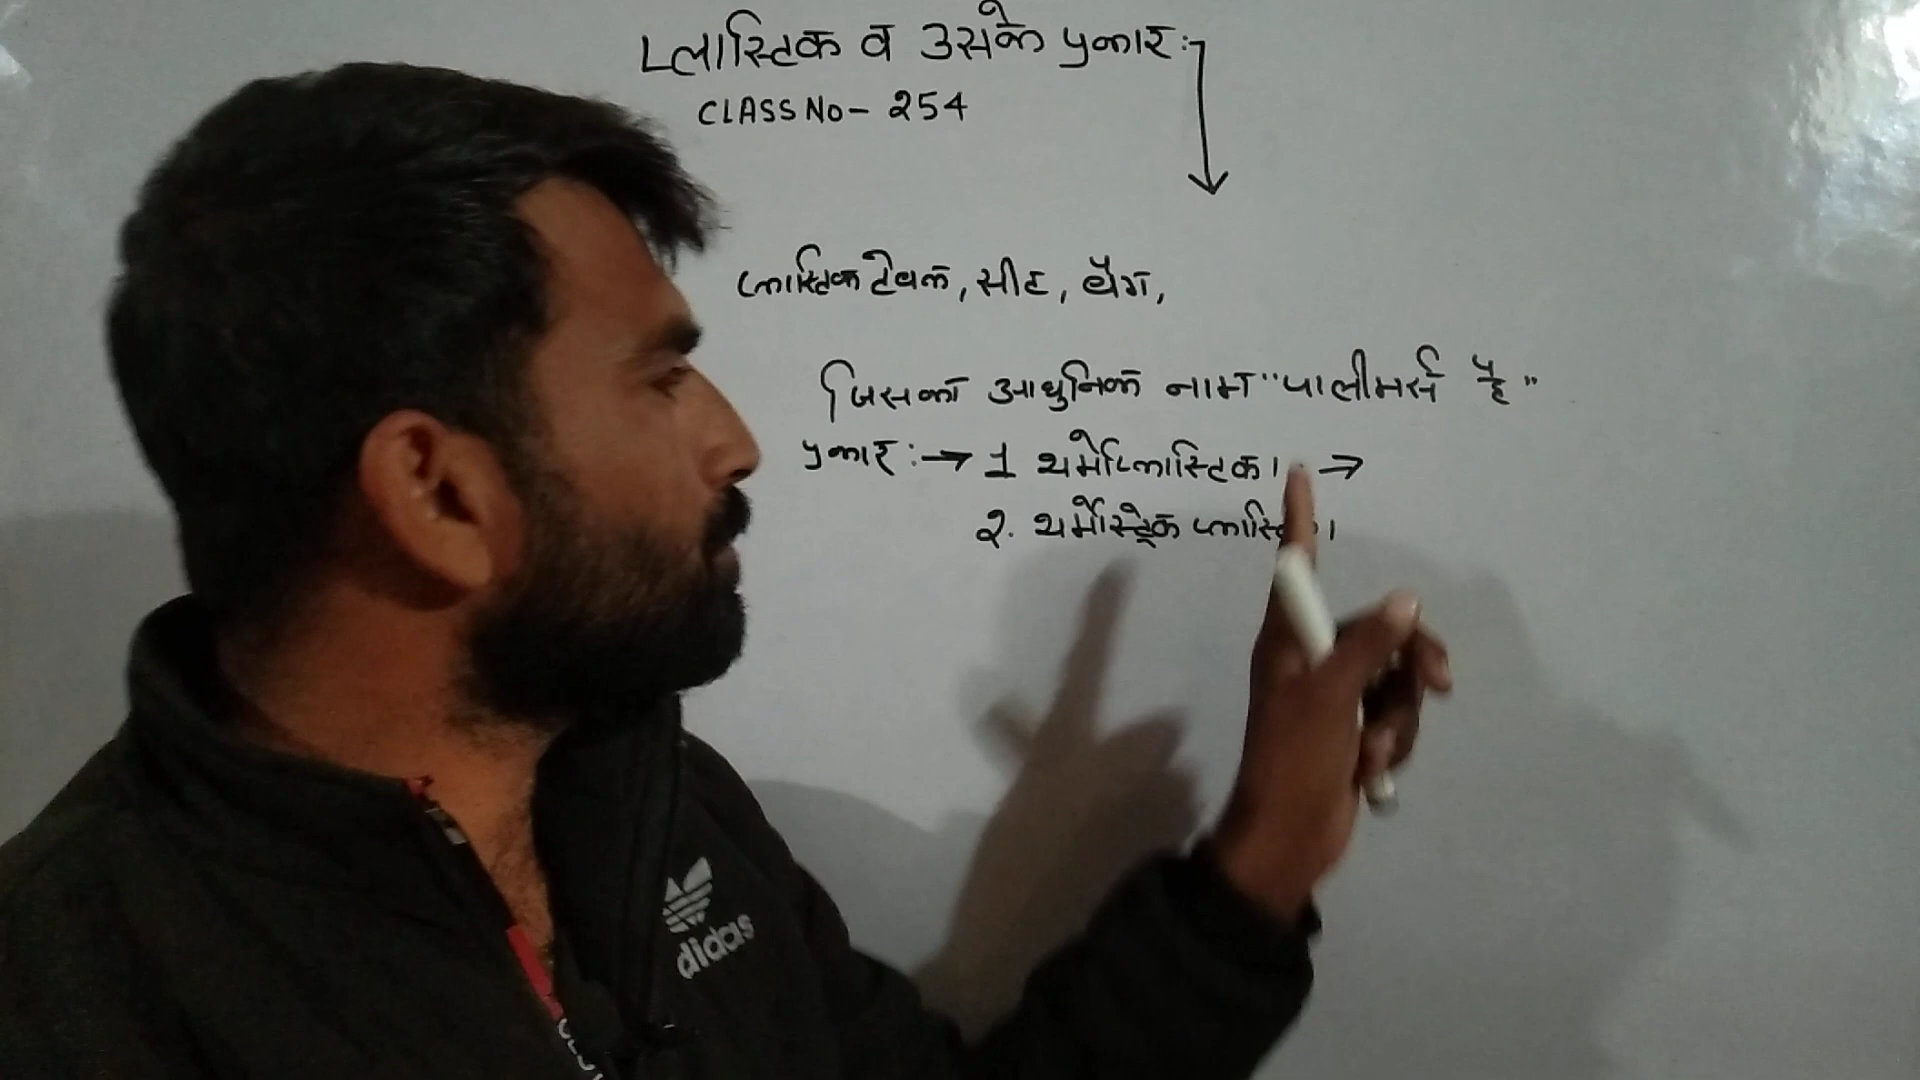 प्लास्टिक व उसके प्रकार :-
CLASS NO - 254
प्लास्टिक टेबल, सीट, बैग,
जिसका आधुनिक नाम "पालीमर्स है"
प्रकार :→ 1 थर्मोप्लास्टिक। →
2. थर्मोस्ट्रेक प्लास्टिक।
adidas